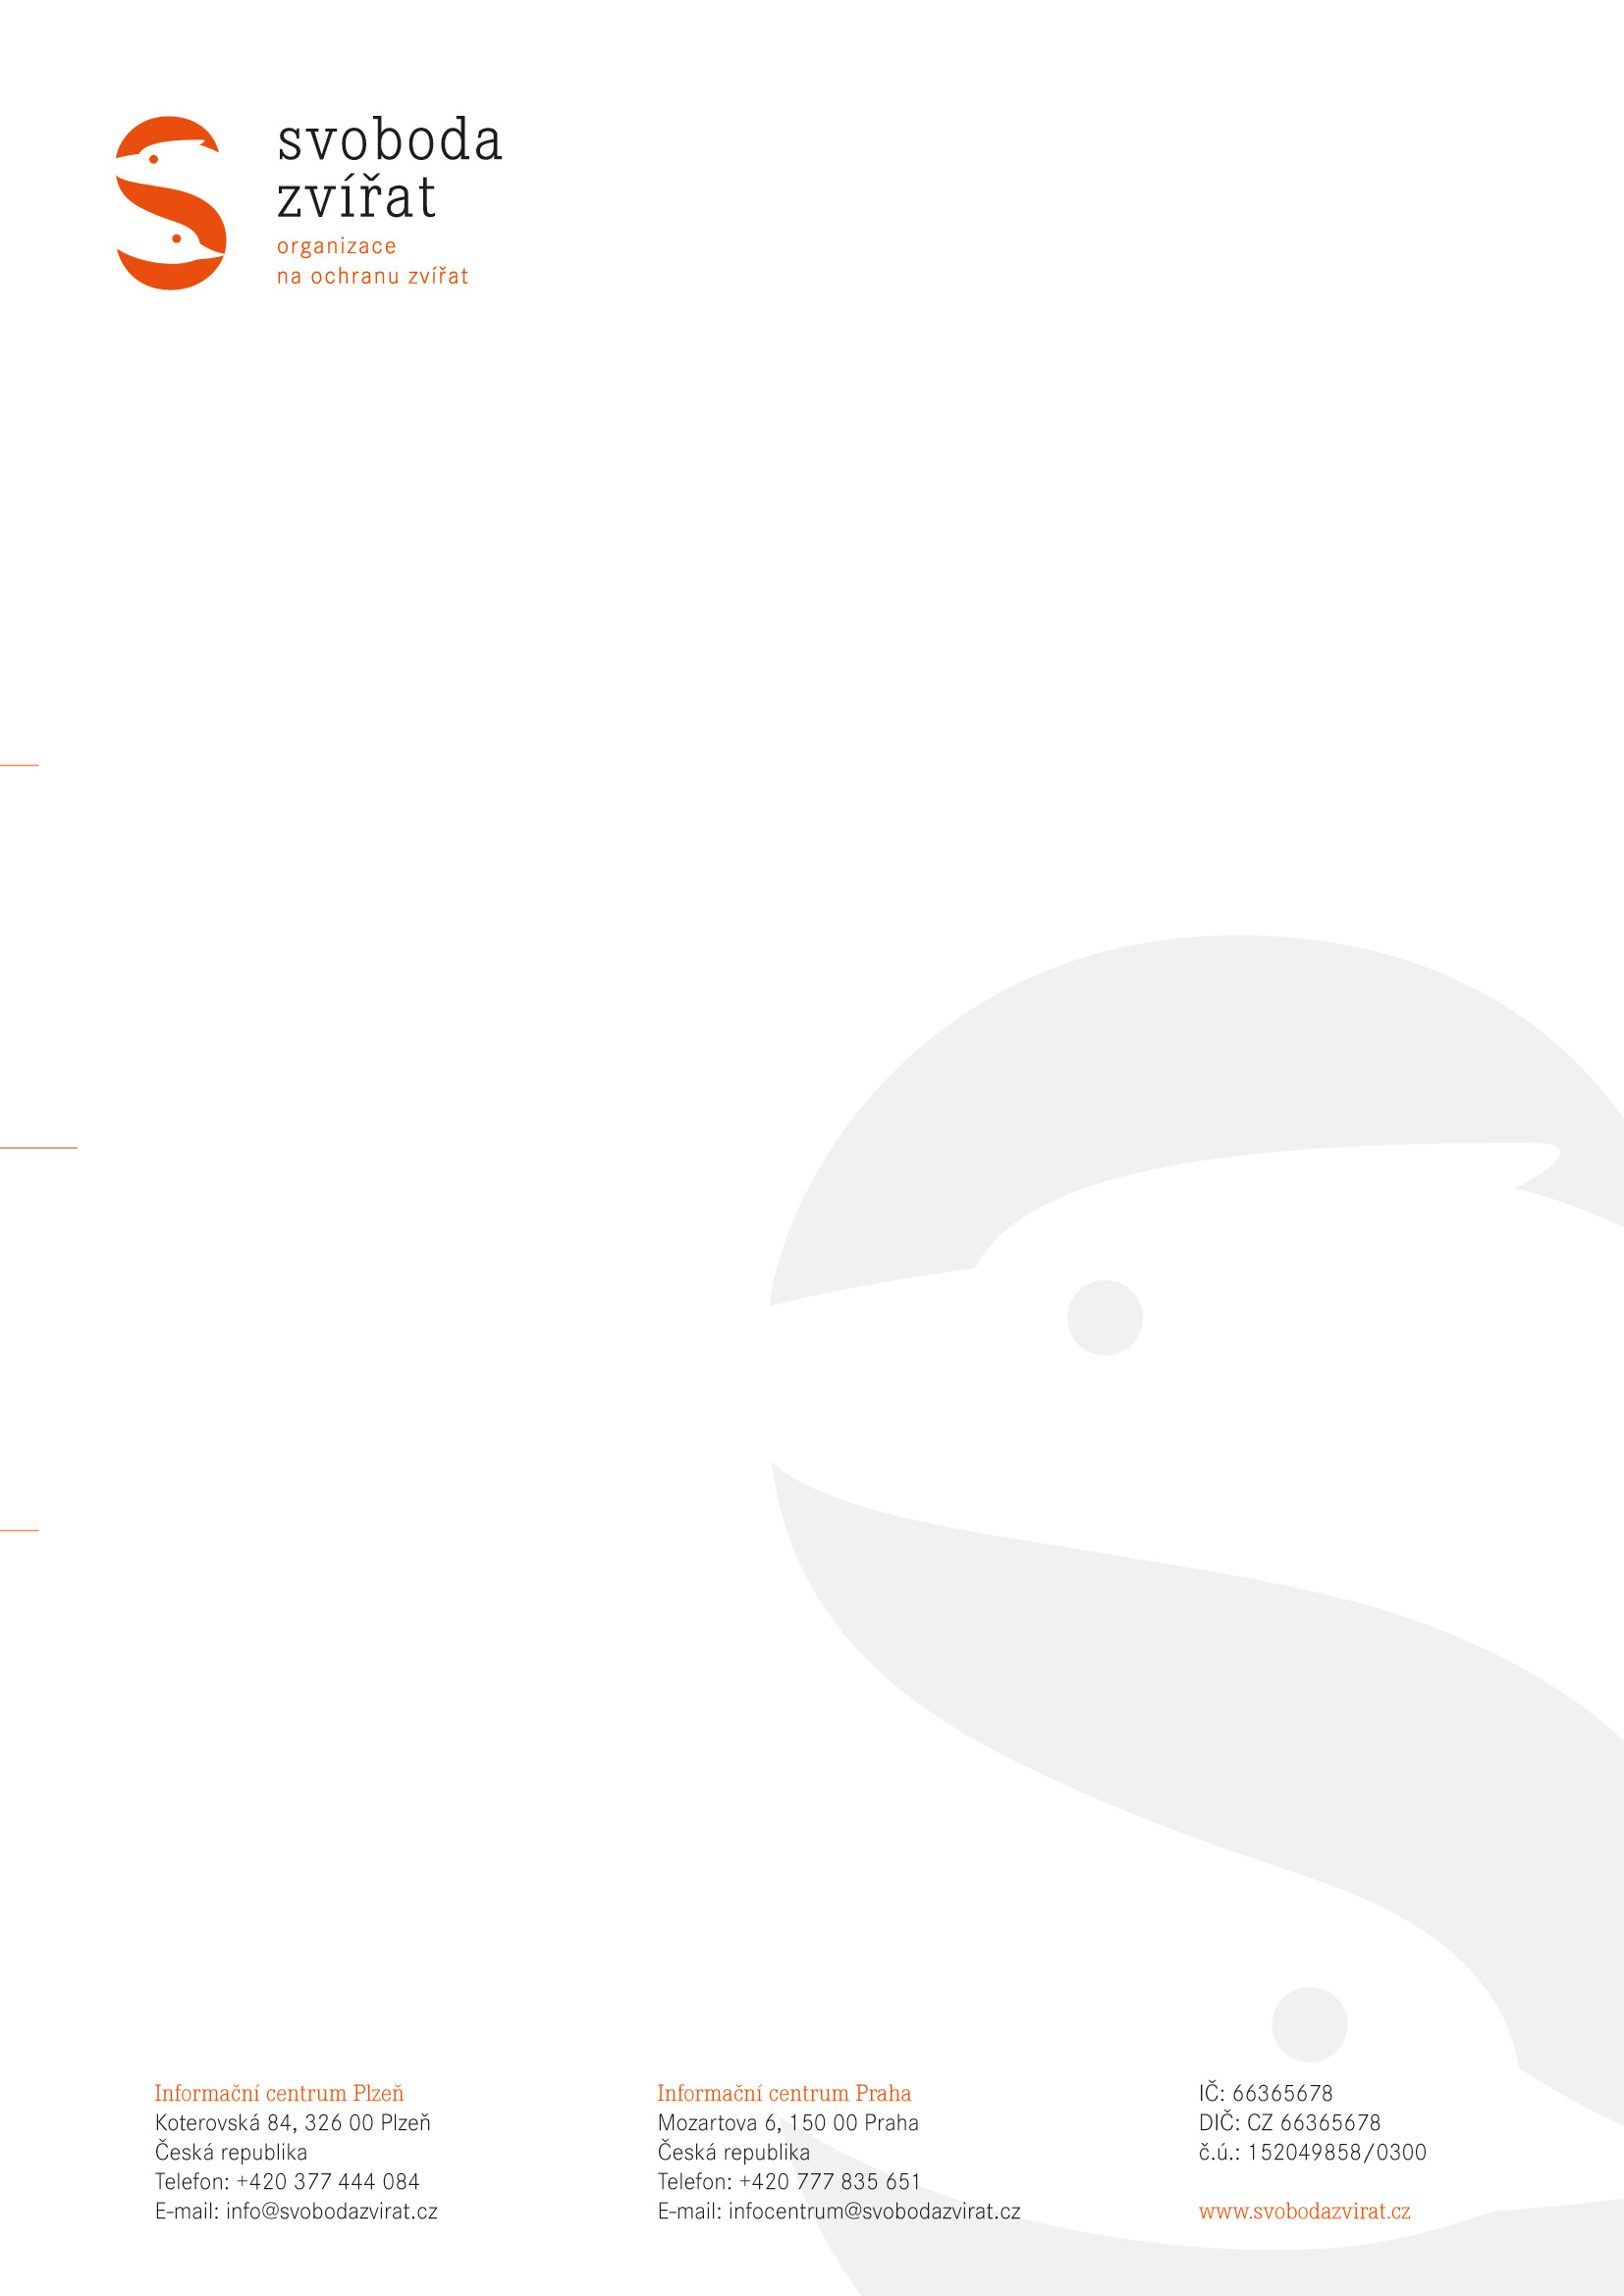 svoboda
zvířat
organizace
na ochranu zvířat
Informační centrum Plzeň
Koterovská 84, 326 00 Plzeň
Česká republika
Telefon: +420 377 444 084
E-mail: info@svobodazvirat.cz
Informační centrum Praha
Mozartova 6, 150 00 Praha
Česká republika
Telefon: +420 777 835 651
E-mail: infocentrum@svobodazvirat.cz
IČ: 66365678
DIČ: CZ 66365678
č.ú.: 152049858/0300
www.svobodazvirat.cz